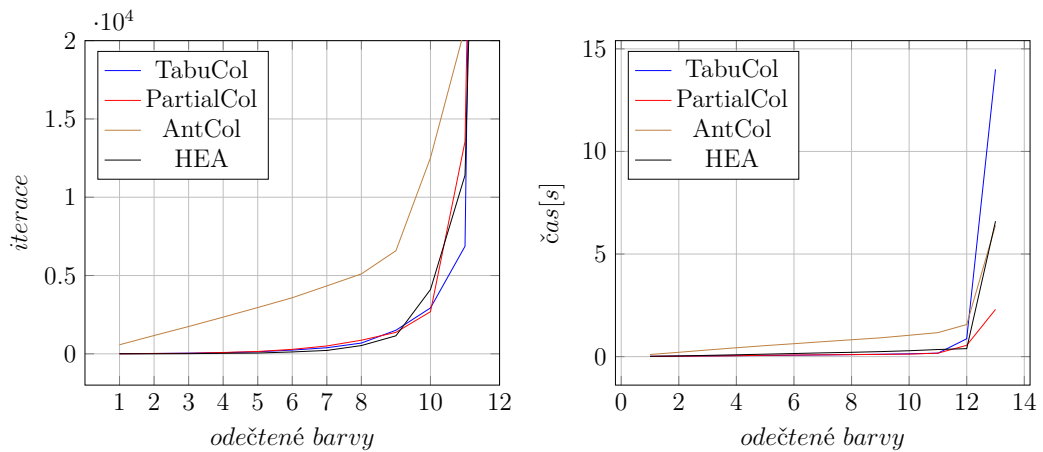 ·10⁴
2
1.5
1
0.5
0
iterace
TabuCol
PartialCol
AntCol
HEA
1 2 3 4 5 6 7 8 10 12
odečtené barvy
15
10
5
0
čas[s]
TabuCol
PartialCol
AntCol
HEA
0 2 4 6 8 10 12 14
odečtené barvy